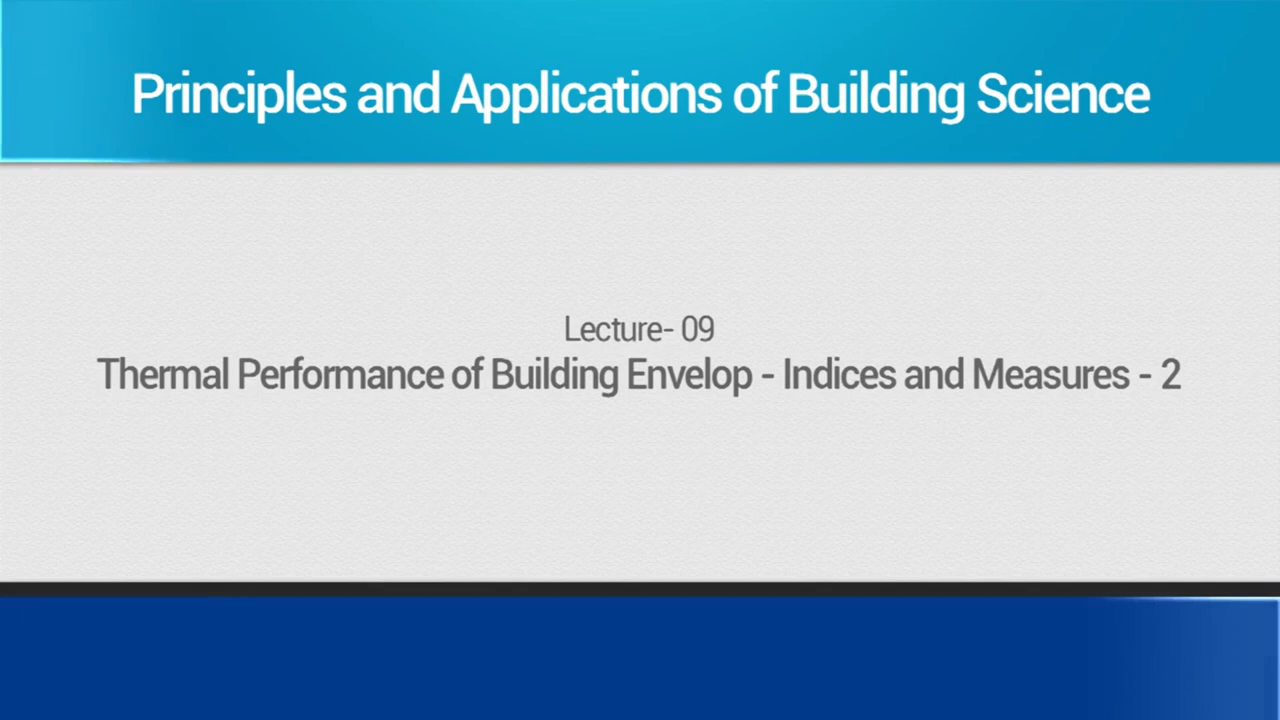 Principles and Applications of Building Science
Lecture- 09
Thermal Performance of Building Envelop - Indices and Measures - 2